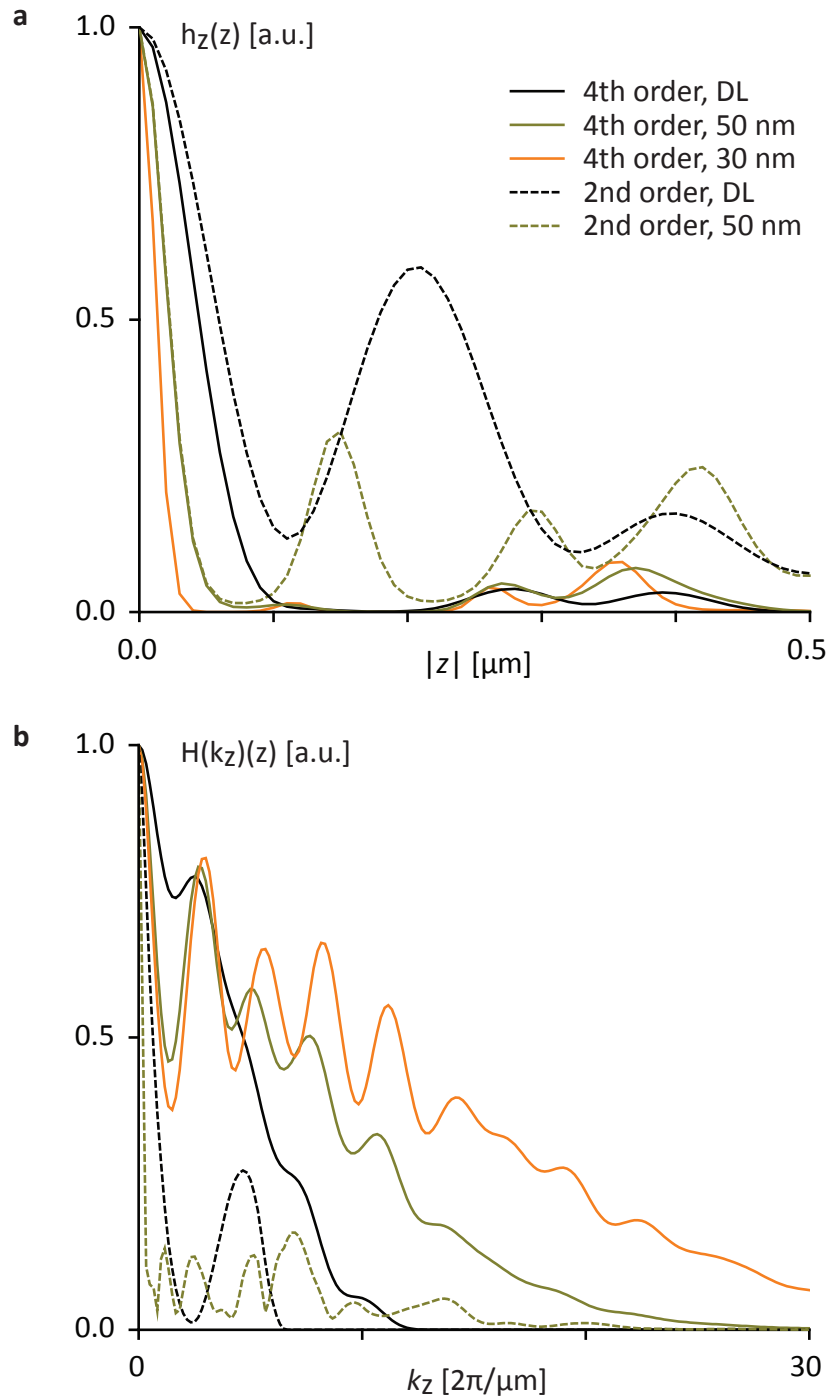 a
1.0
h_z(z) [a.u.]
4th order, DL
4th order, 50 nm
4th order, 30 nm
2nd order, DL
2nd order, 50 nm
0.5
0.0
0.0
|z| [μm]
0.5
b
1.0
H(k_z)(z) [a.u.]
0.5
0.0
0
k_z [2π/μm]
30